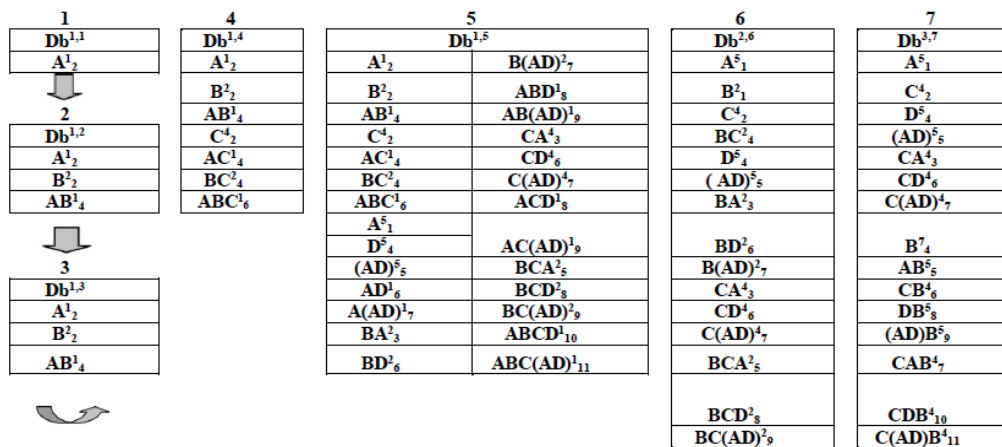 1
Db¹,¹
A¹₂
2
Db¹,²
A¹₂
B²₂
AB¹₄
3
Db¹,³
A¹₂
B²₂
AB¹₄
4
Db¹,⁴
A¹₂
B²₂
AB¹₄
C⁴₂
AC¹₄
BC²₄
ABC¹₆
5
Db¹,⁵
A¹₂
B²₂
AB¹₄
C⁴₂
AC¹₄
BC²₄
ABC¹₆
A⁵₁
D⁵₄
(AD)⁵₅
AD¹₆
A(AD)¹₇
BA²₃
BD²₆
B(AD)²₇
ABD¹₈
AB(AD)¹₉
CA⁴₃
CD⁴₆
C(AD)⁴₇
ACD¹₈
AC(AD)¹₉
BCA²₅
BCD²₈
BC(AD)²₉
ABCD¹₁₀
ABC(AD)¹₁₁
6
Db²,⁶
A⁵₁
B²₁
C⁴₂
BC²₄
D⁵₄
( AD)⁵₅
BA²₃
BD²₆
B(AD)²₇
CA⁴₃
CD⁴₆
C(AD)⁴₇
BCA²₅
BCD²₈
BC(AD)²₉
7
Db³,⁷
A⁵₁
C⁴₂
D⁵₄
(AD)⁵₅
CA⁴₃
CD⁴₆
C(AD)⁴₇
B⁷₄
AB⁵₅
CB⁴₆
DB⁵₈
(AD)B⁵₉
CAB⁴₇
CDB⁴₁₀
C(AD)B⁴₁₁